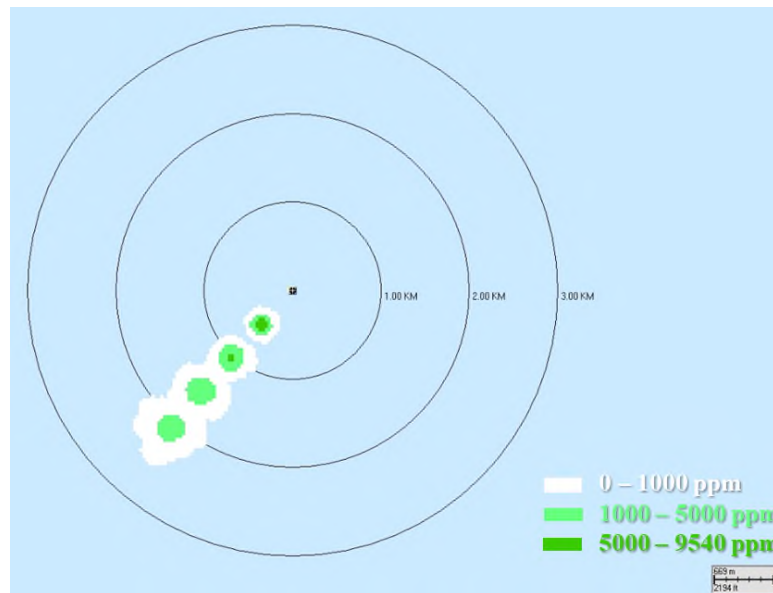 1.00 KM 2.00 KM 3.00 KM
0 – 1000 ppm
1000 – 5000 ppm
5000 – 9540 ppm
669 m
2194 ft